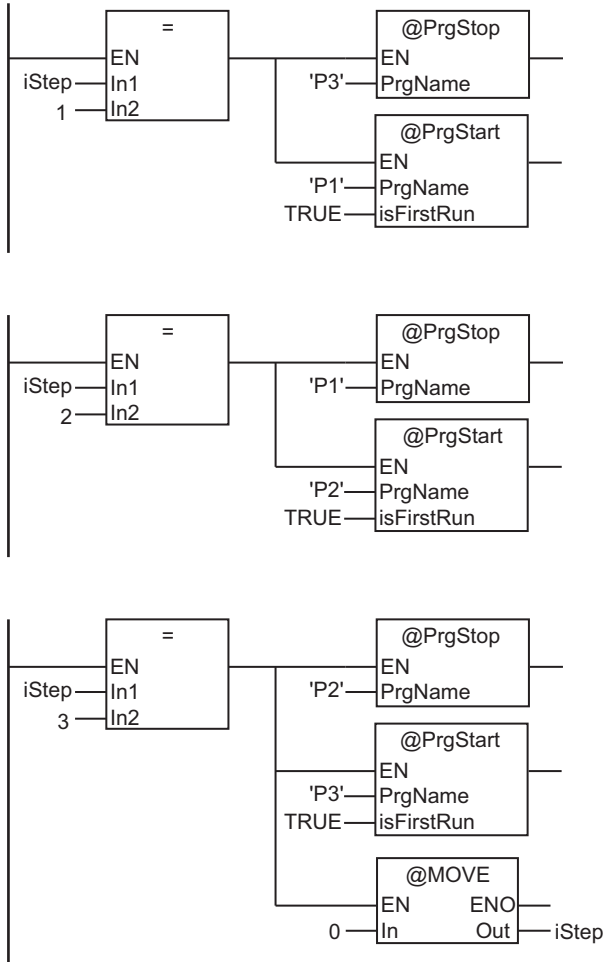 =
@PrgStop
EN
EN
iStep
In1
'P3'
PrgName
1
In2
@PrgStart
EN
'P1'
PrgName
TRUE
isFirstRun
=
@PrgStop
EN
EN
iStep
In1
'P1'
PrgName
2
In2
@PrgStart
EN
'P2'
PrgName
TRUE
isFirstRun
=
@PrgStop
EN
EN
iStep
In1
'P2'
PrgName
3
In2
@PrgStart
EN
'P3'
PrgName
TRUE
isFirstRun
@MOVE
EN
ENO
0
In
Out
iStep